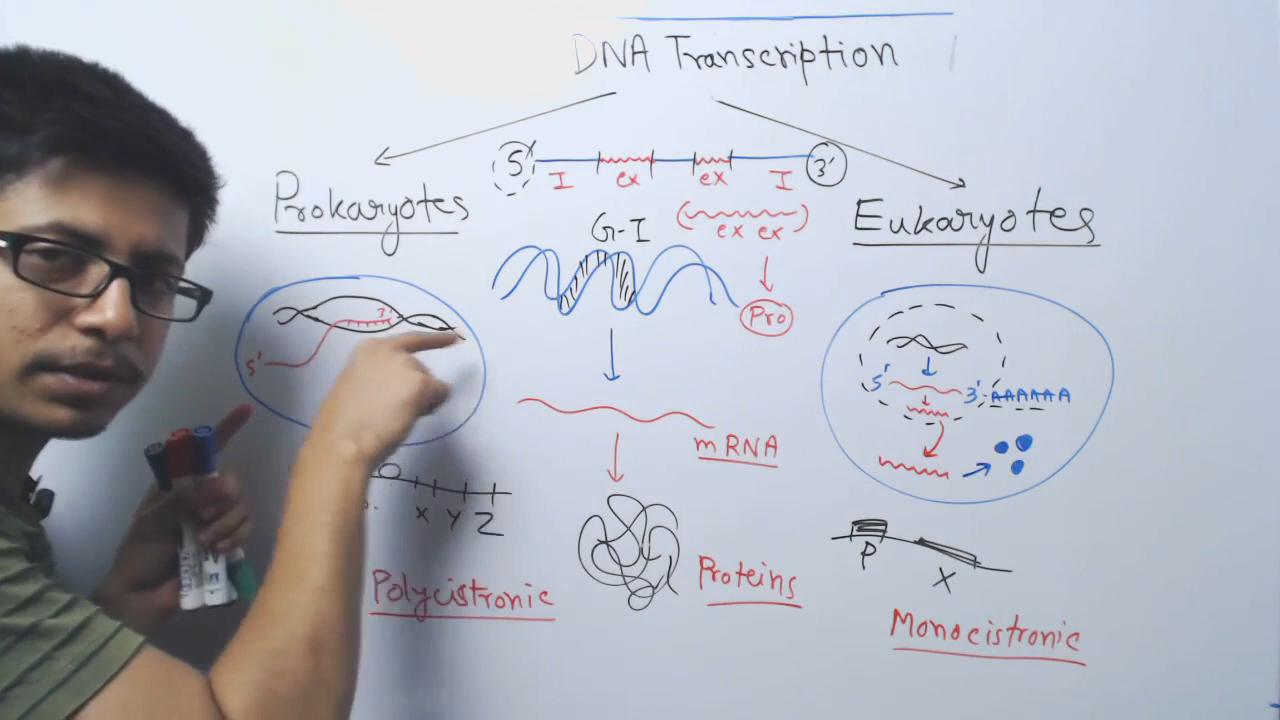 DNA Transcription
5' 3'
I ex ex I
Prokaryotes
Eukaryotes
ex ex
G-I
Pro
3'
5'
5' 3' AAAAAA
mRNA
X Y Z
P
X
Proteins
Polycistronic
Monocistronic